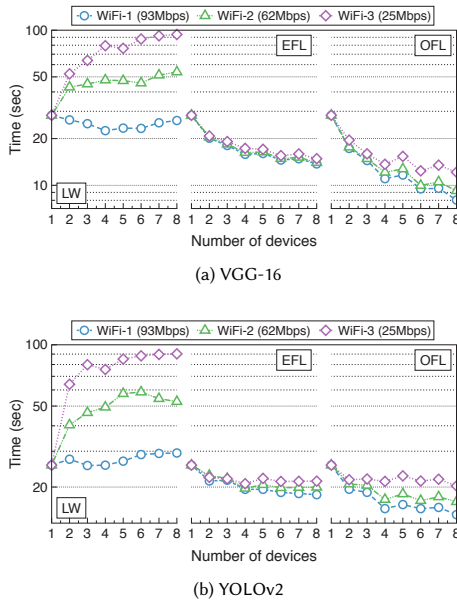 WiFi-1 (93Mbps) WiFi-2 (62Mbps) WiFi-3 (25Mbps)
Time (sec)
100
50
20
10
LW
EFL
OFL
1 2 3 4 5 6 7 8 1 2 3 4 5 6 7 8 1 2 3 4 5 6 7 8
Number of devices
(a) VGG-16
WiFi-1 (93Mbps) WiFi-2 (62Mbps) WiFi-3 (25Mbps)
Time (sec)
100
50
20
LW
EFL
OFL
1 2 3 4 5 6 7 8 1 2 3 4 5 6 7 8 1 2 3 4 5 6 7 8
Number of devices
(b) YOLOv2